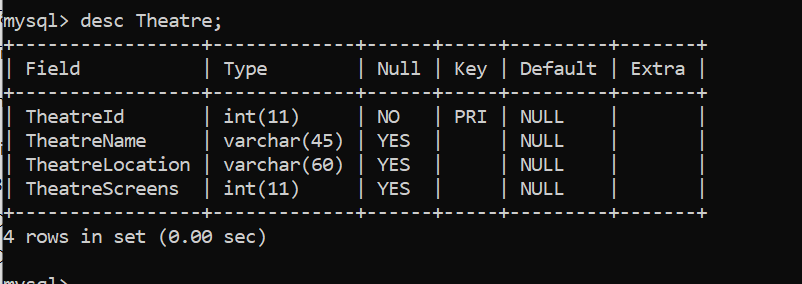 mysql> desc Theatre;
+-----------------+-------------+------+-----+---------+-------+
| Field           | Type        | Null | Key | Default | Extra |
+-----------------+-------------+------+-----+---------+-------+
| TheatreId       | int(11)     | NO   | PRI | NULL    |       |
| TheatreName     | varchar(45) | YES  |     | NULL    |       |
| TheatreLocation | varchar(60) | YES  |     | NULL    |       |
| TheatreScreens  | int(11)     | YES  |     | NULL    |       |
+-----------------+-------------+------+-----+---------+-------+
4 rows in set (0.00 sec)
mysql>